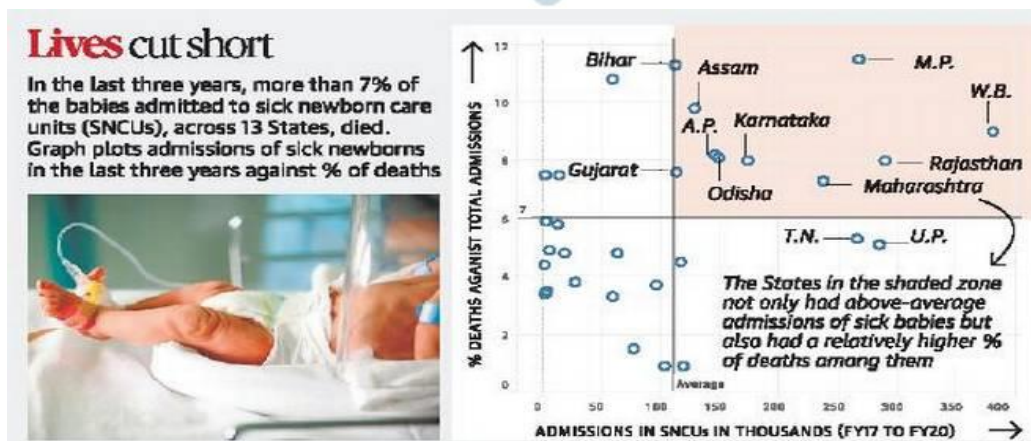 Lives cut short
In the last three years, more than 7% of
the babies admitted to sick newborn care
units (SNCUs), across 13 States, died.
Graph plots admissions of sick newborns
in the last three years against % of deaths
% DEATHS AGANIST TOTAL ADMISSIONS
12
10
8
7
6
4
2
0
Bihar
Assam
M.P.
W.B.
A.P.
Karnataka
Gujarat
Odisha
Rajasthan
Maharashtra
T.N.
U.P.
The States in the shaded zone
not only had above-average
admissions of sick babies but
also had a relatively higher %
of deaths among them
Average
0 50 100 150 200 250 300 350 400
ADMISSIONS IN SNCUs IN THOUSANDS (FY17 TO FY20)